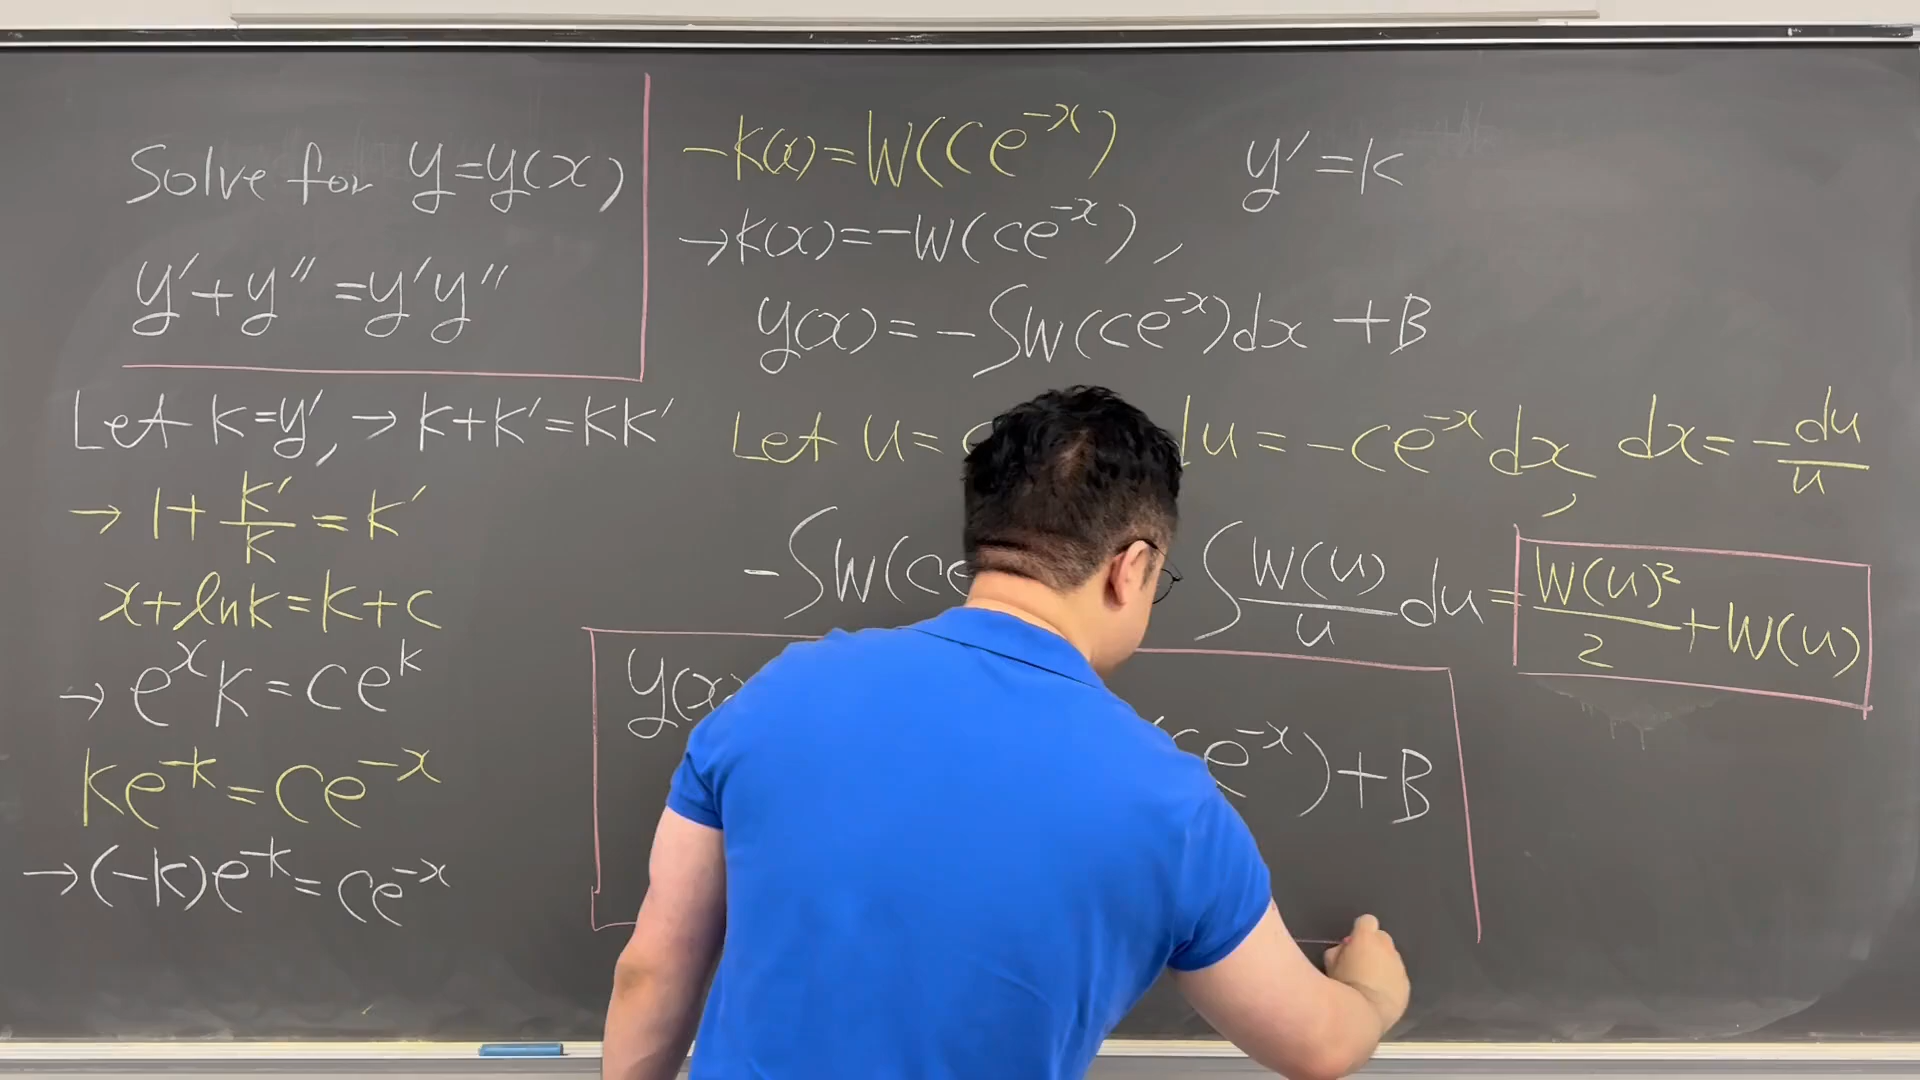 Solve for y=y(x)
y'+y''=y'y''
Let k=y', → k+k'=kk'
→ 1+k'/k=k'
x+lnk=k+c
→ e^x k=ce^k
ke^-k=ce^-x
→(-k)e^-k=ce^-x
-k(x)=W(ce^-x)
→k(x)=-W(ce^-x),
y'=k
y(x)=-∫W(ce^-x)dx +B
Let u= du=-ce^-x dx, dx=-du/u
-∫W(ce ∫W(u)/u du=W(u)²/2+W(u)
y(x
e^-x)+B